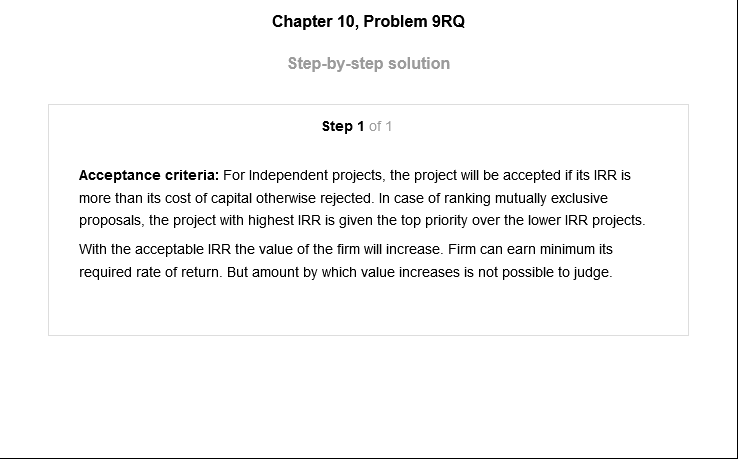 Chapter 10, Problem 9RQ
Step-by-step solution
Step 1 of 1
Acceptance criteria: For Independent projects, the project will be accepted if its IRR is
more than its cost of capital otherwise rejected. In case of ranking mutually exclusive
proposals, the project with highest IRR is given the top priority over the lower IRR projects.
With the acceptable IRR the value of the firm will increase. Firm can earn minimum its
required rate of return. But amount by which value increases is not possible to judge.